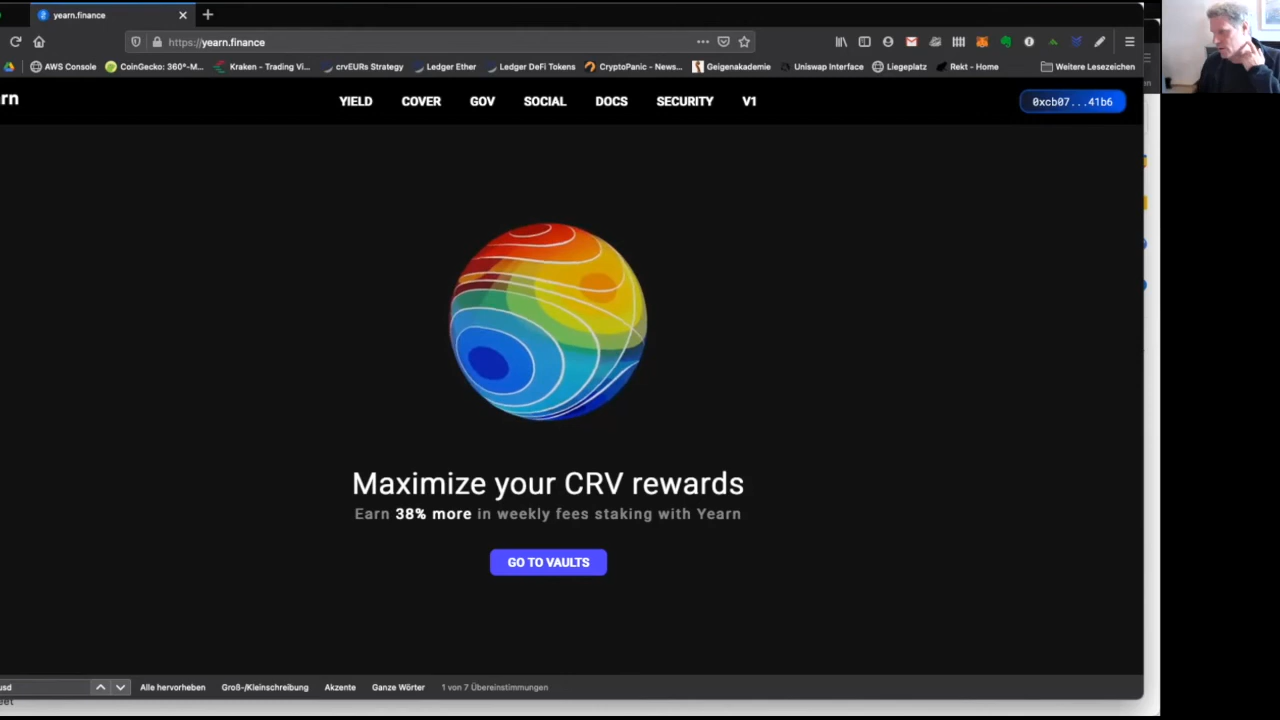 yearn.finance
https://yearn.finance
AWS Console
CoinGecko: 360º-M...
Kraken - Trading Vi...
crvEURs Strategy
Ledger Ether
Ledger DeFi Tokens
CryptoPanic - News...
Geigenakademie
Uniswap Interface
Liegeplatz
Rekt - Home
Weitere Lesezeichen
rn
YIELD
COVER
GOV
SOCIAL
DOCS
SECURITY
V1
0xcb07...41b6
Maximize your CRV rewards
Earn 38% more in weekly fees staking with Yearn
GO TO VAULTS
usd
Alle hervorheben
Groß-/Kleinschreibung
Akzente
Ganze Wörter
1 von 7 Übereinstimmungen